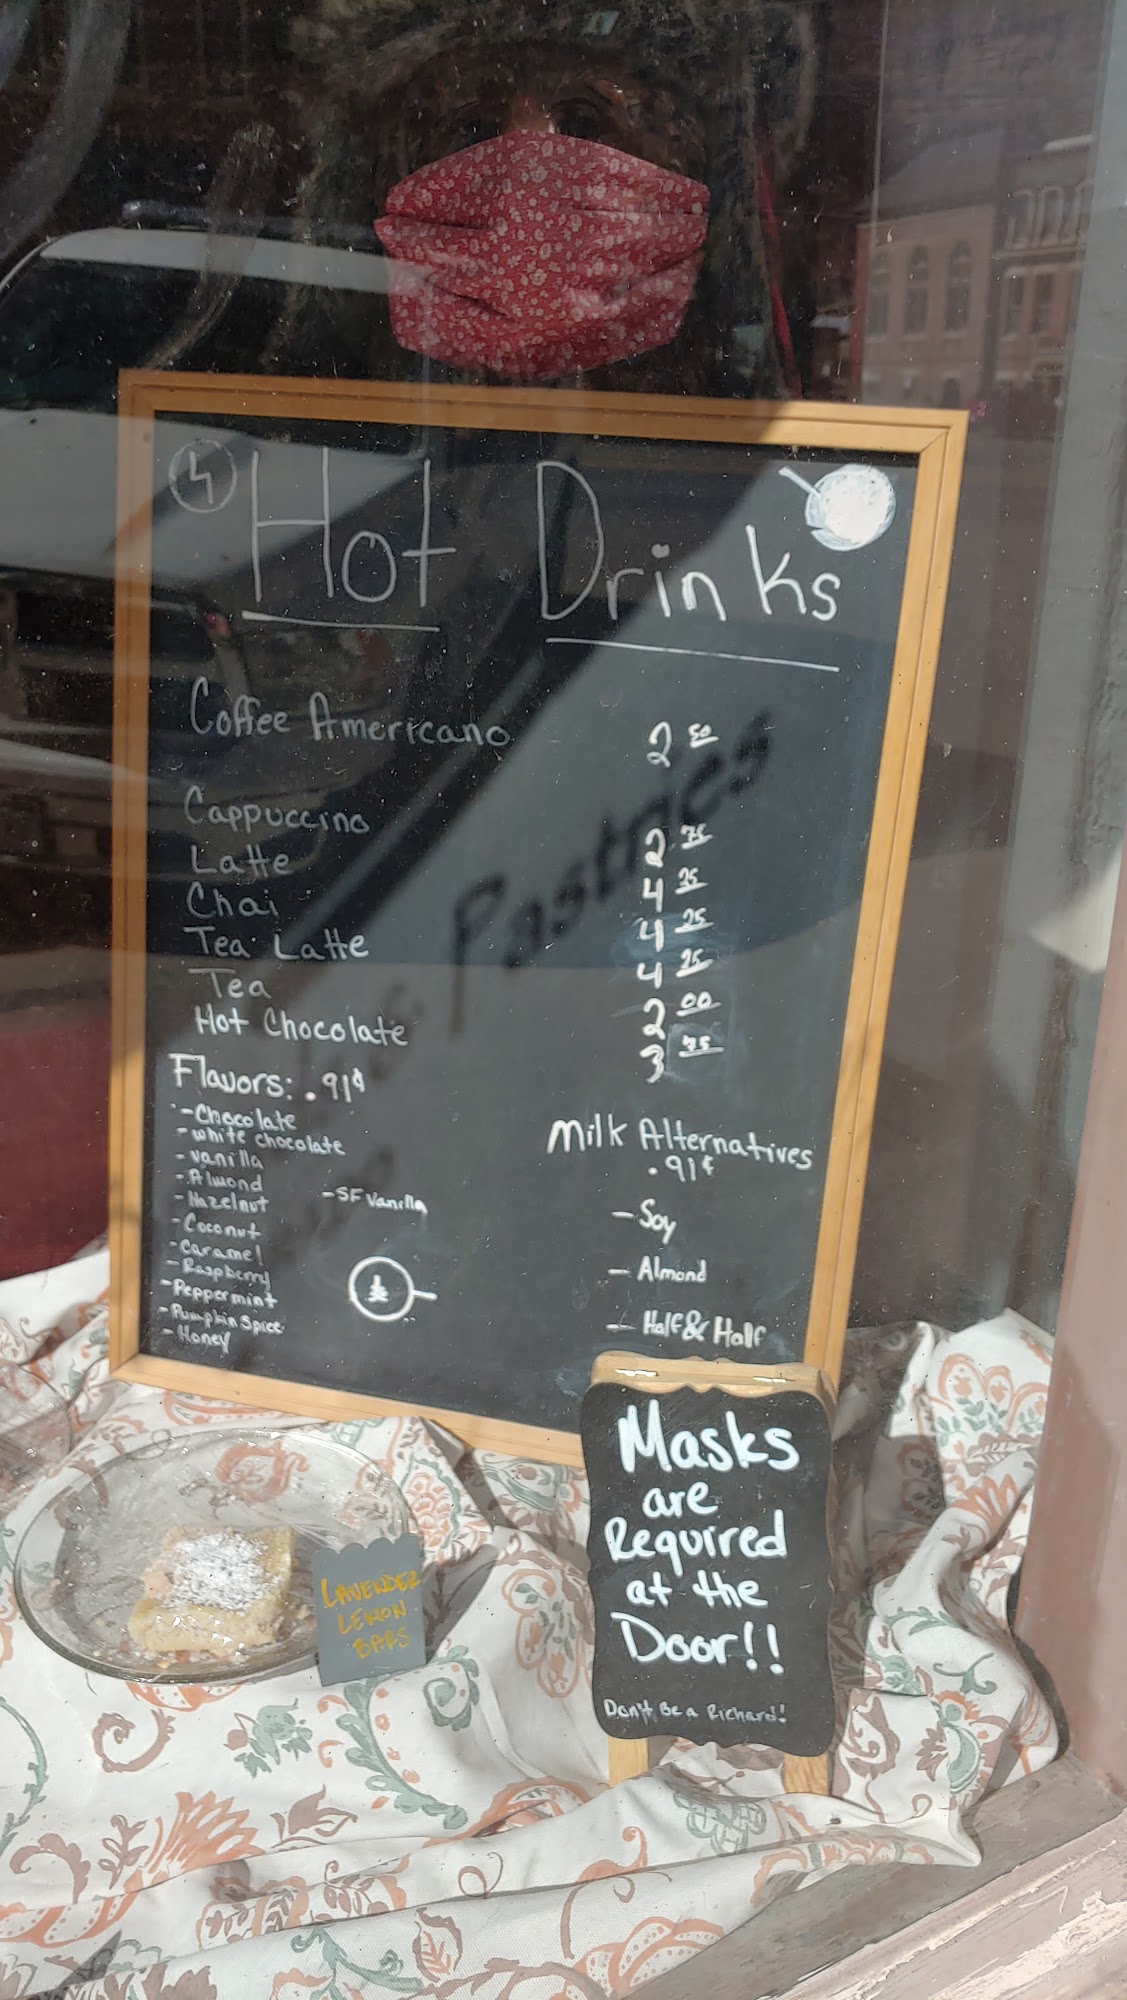 Hot Drinks
Coffee Americano 2 50
Cappuccino 2 75
Latte 4 25
Chai 4 25
Tea Latte 4 25
Tea 2 00
Hot Chocolate 3 75
Flavors: .91¢
- Chocolate
- white chocolate
- vanilla
- Almond
- Hazelnut
- SF Vanilla
- Coconut
- Caramel
- Raspberry
- Peppermint
- Pumpkin Spice
- Honey
Milk Alternatives
.91¢
- Soy
- Almond
- Half & Half
Pastries
LAVENDER
LEMON
BARS
Masks
are
Required
at the
Door!!
Don't Be a Richard!